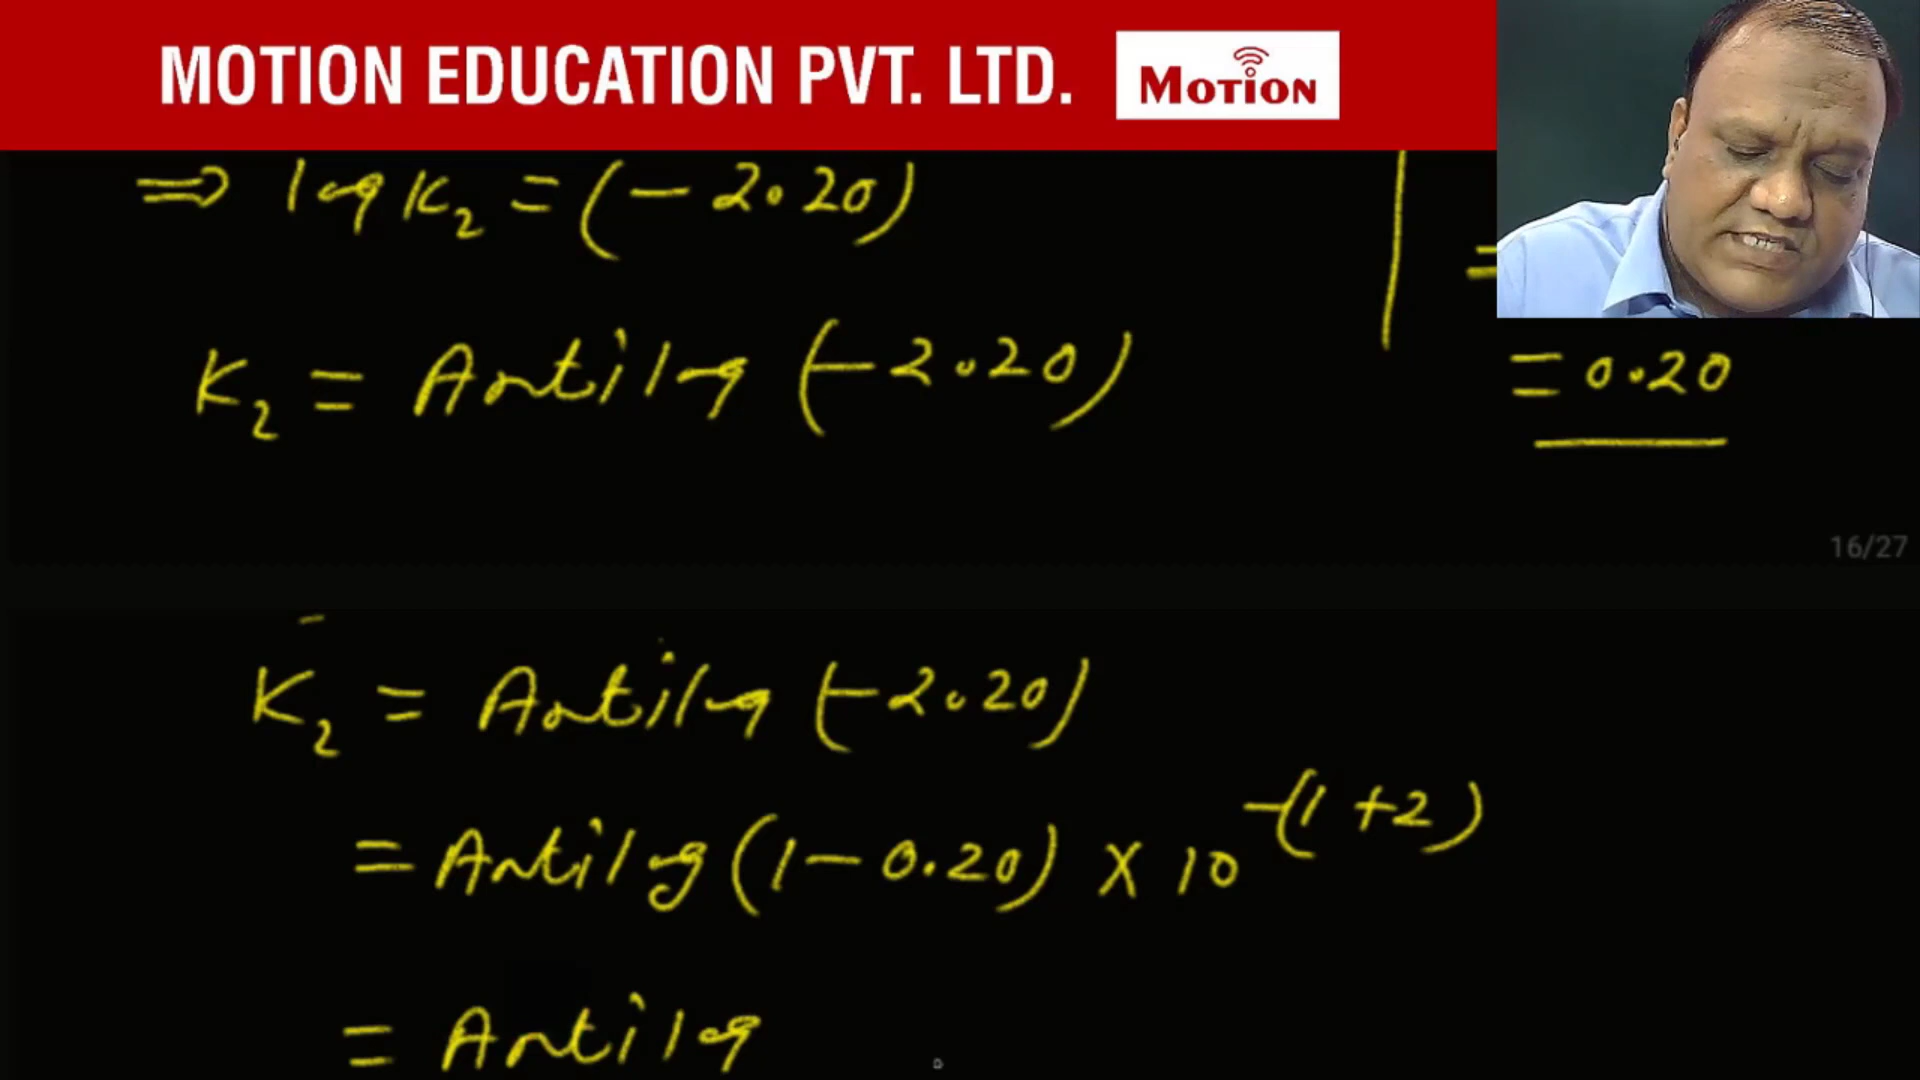 MOTION EDUCATION PVT. LTD. MOTION
⇒ log K₂ = (-2.20)
=
K₂ = Antilog (-2.20)
= 0.20
16/27
K₂ = Antilog (-2.20)
= Antilog (1-0.20) × 10^-(1+2)
= Antilog